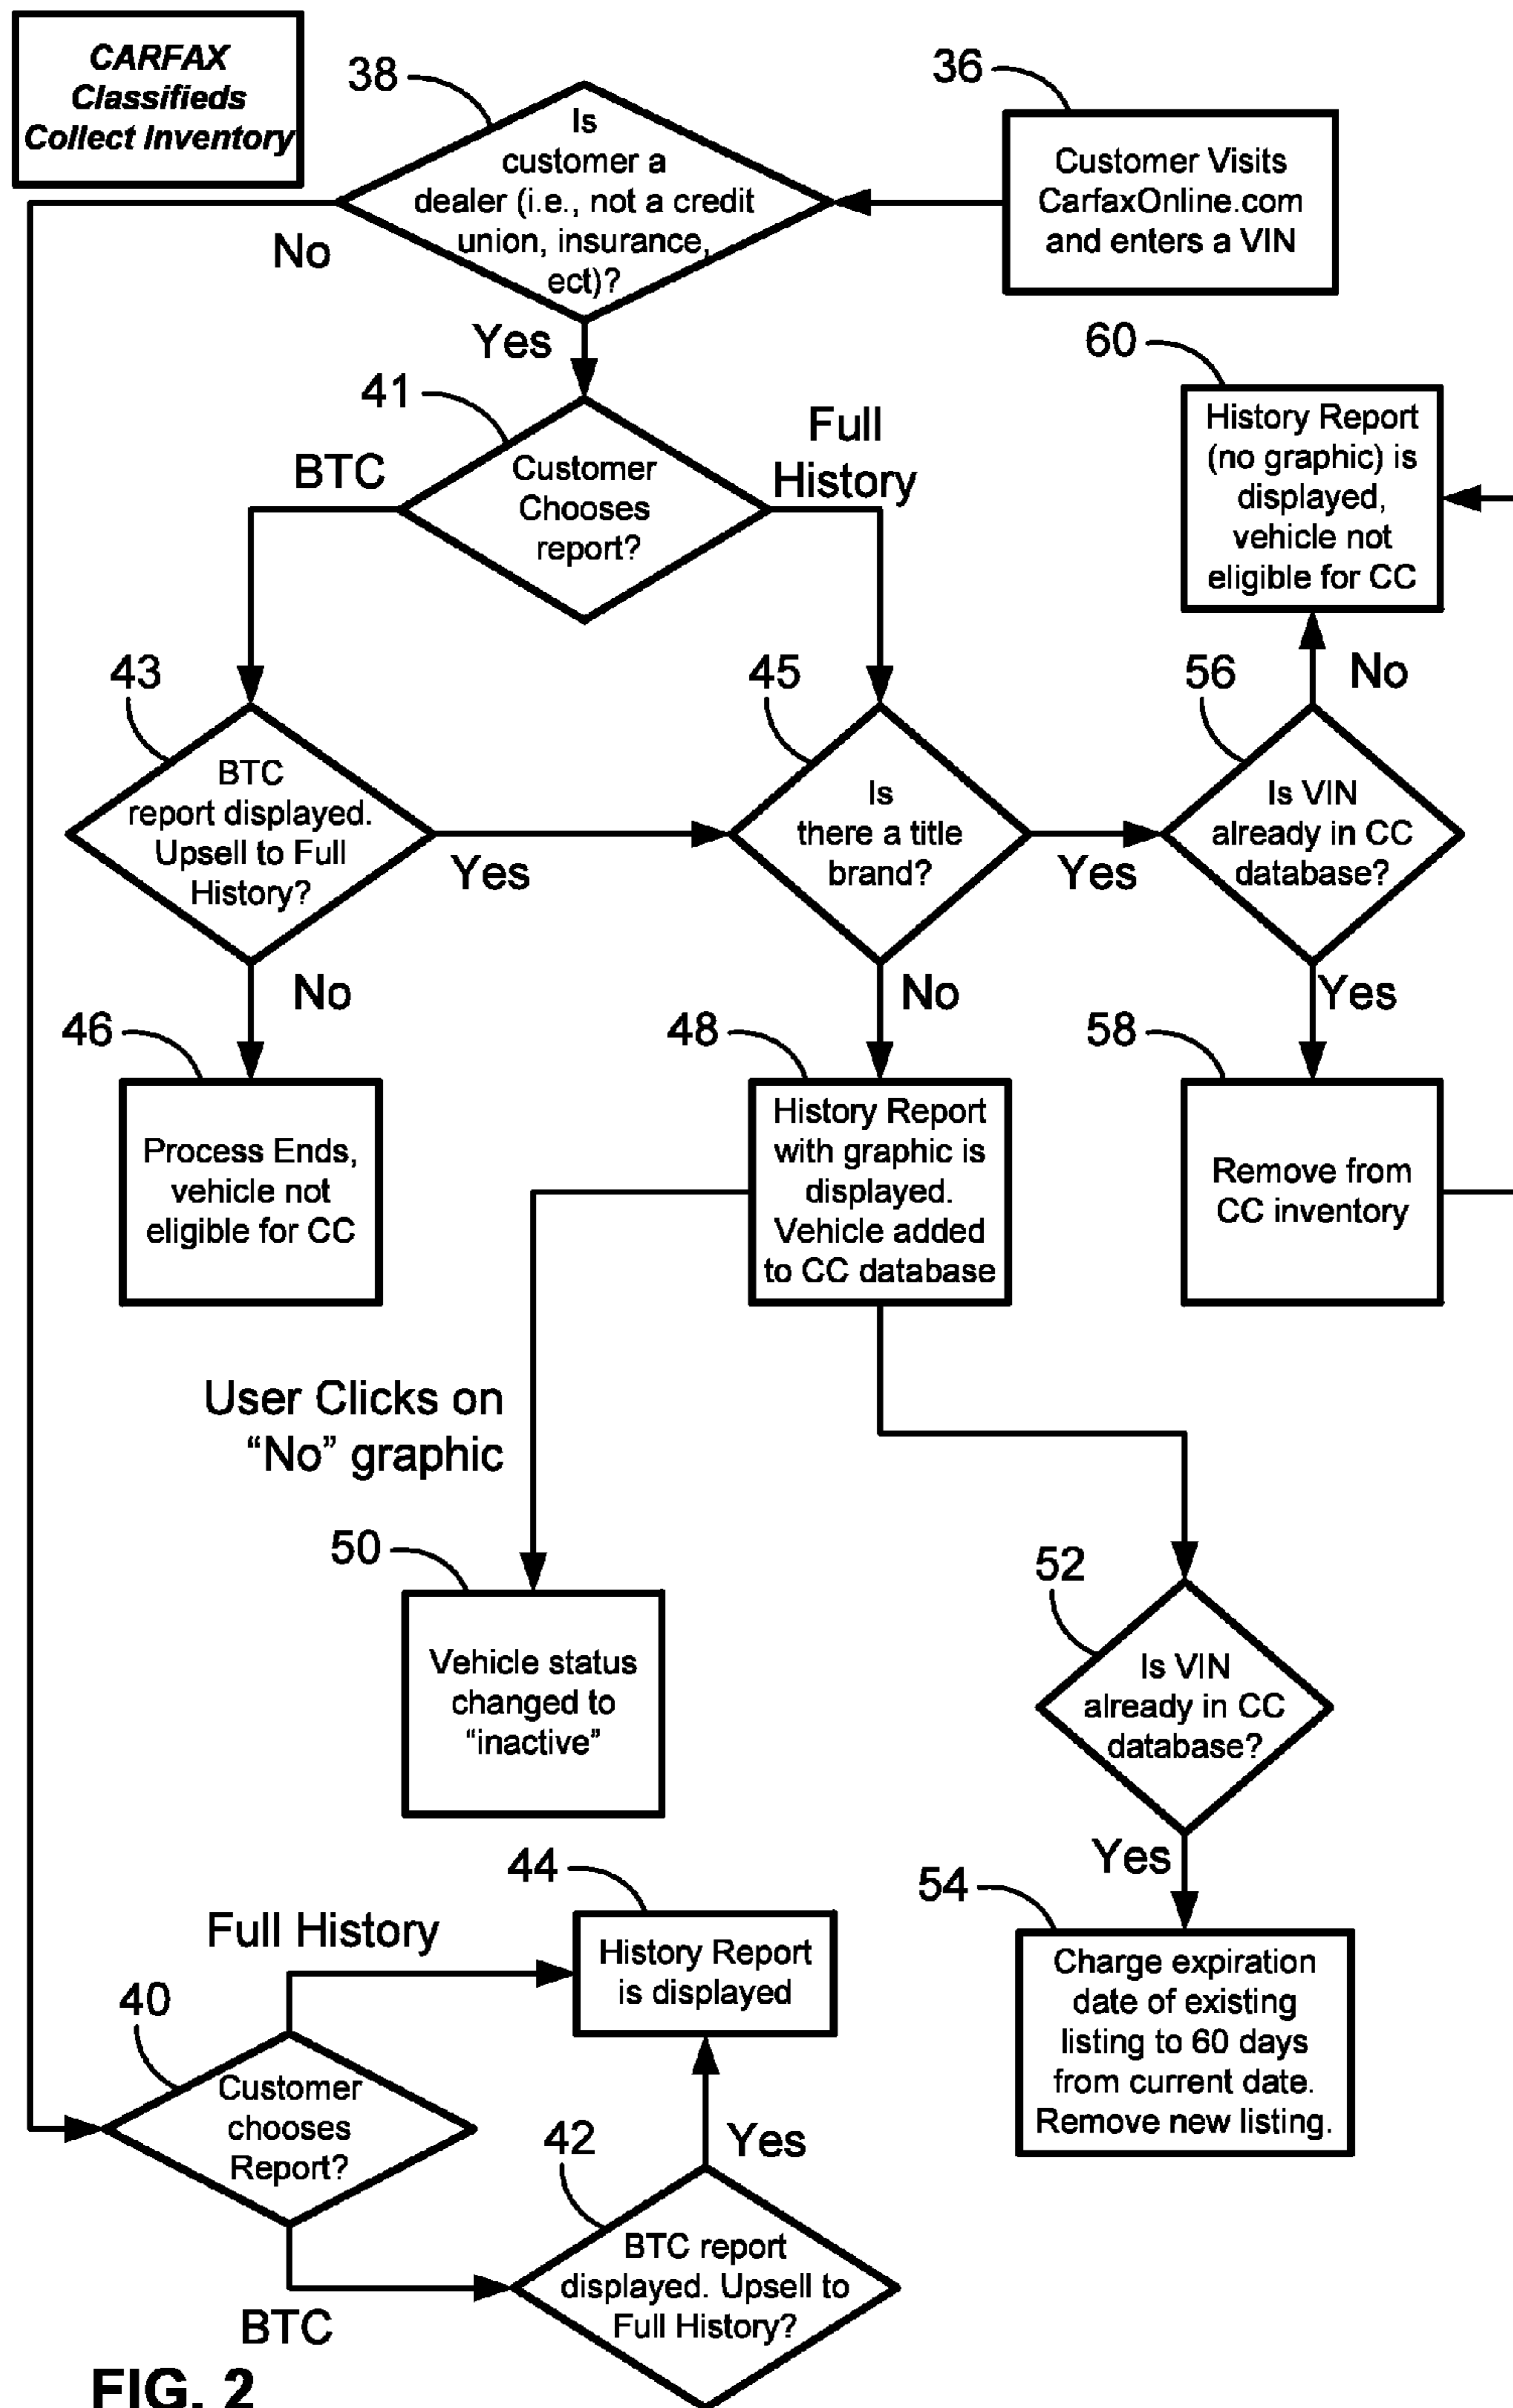 CARFAX
Classifieds
Collect Inventory
38
Is
customer a
dealer (i.e., not a credit
union, insurance,
ect)?
36
Customer Visits
CarfaxOnline.com
and enters a VIN
No
Yes
41
Customer
Chooses
report?
BTC
Full
History
60
History Report
(no graphic) is
displayed,
vehicle not
eligible for CC
43
BTC
report displayed.
Upsell to Full
History?
Yes
45
Is
there a title
brand?
Yes
56
Is VIN
already in CC
database?
No
No
46
Process Ends,
vehicle not
eligible for CC
No
48
History Report
with graphic is
displayed.
Vehicle added
to CC database
Yes
58
Remove from
CC inventory
User Clicks on
“No” graphic
50
Vehicle status
changed to
“inactive”
52
Is VIN
already in CC
database?
Yes
54
Charge expiration
date of existing
listing to 60 days
from current date.
Remove new listing.
44
History Report
is displayed
Full History
40
Customer
chooses
Report?
42
Yes
BTC report
displayed. Upsell to
Full History?
BTC
FIG. 2